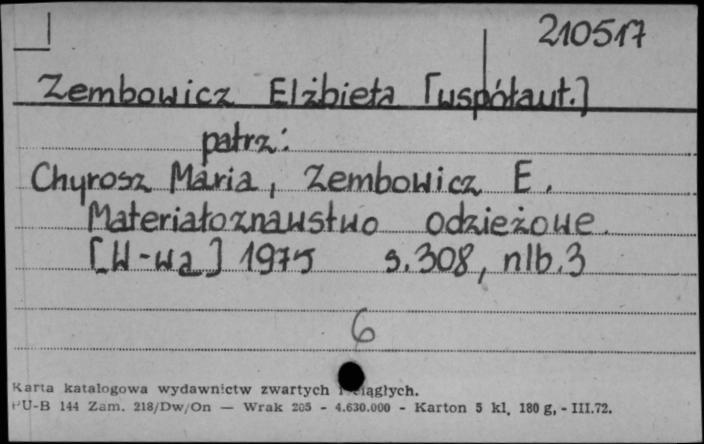 210517
Zembowicz Elżbieta [współaut.]
patrz:
Chyrosz Maria, Zembowicz E.
Materiałoznawstwo odzieżowe.
[W-wa] 1975 s. 308, nlb. 3
6
Karta katalogowa wydawnictw zwartych i ciągłych.
PU-B 144 Zam. 218/Dw/On — Wrak 205 - 4.630.000 - Karton 5 kl. 180 g, - III.72.